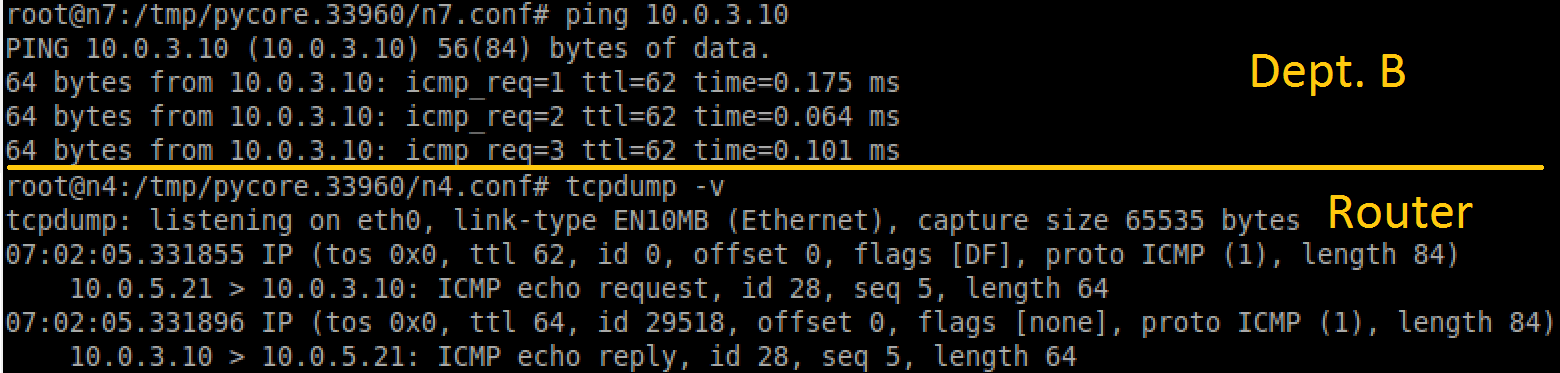 root@n7:/tmp/pycore.33960/n7.conf# ping 10.0.3.10
PING 10.0.3.10 (10.0.3.10) 56(84) bytes of data.
64 bytes from 10.0.3.10: icmp_req=1 ttl=62 time=0.175 ms
64 bytes from 10.0.3.10: icmp_req=2 ttl=62 time=0.064 ms
64 bytes from 10.0.3.10: icmp_req=3 ttl=62 time=0.101 ms
Dept. B
root@n4:/tmp/pycore.33960/n4.conf# tcpdump -v
tcpdump: listening on eth0, link-type EN10MB (Ethernet), capture size 65535 bytes
Router
07:02:05.331855 IP (tos 0x0, ttl 62, id 0, offset 0, flags [DF], proto ICMP (1), length 84)
    10.0.5.21 > 10.0.3.10: ICMP echo request, id 28, seq 5, length 64
07:02:05.331896 IP (tos 0x0, ttl 64, id 29518, offset 0, flags [none], proto ICMP (1), length 84)
    10.0.3.10 > 10.0.5.21: ICMP echo reply, id 28, seq 5, length 64